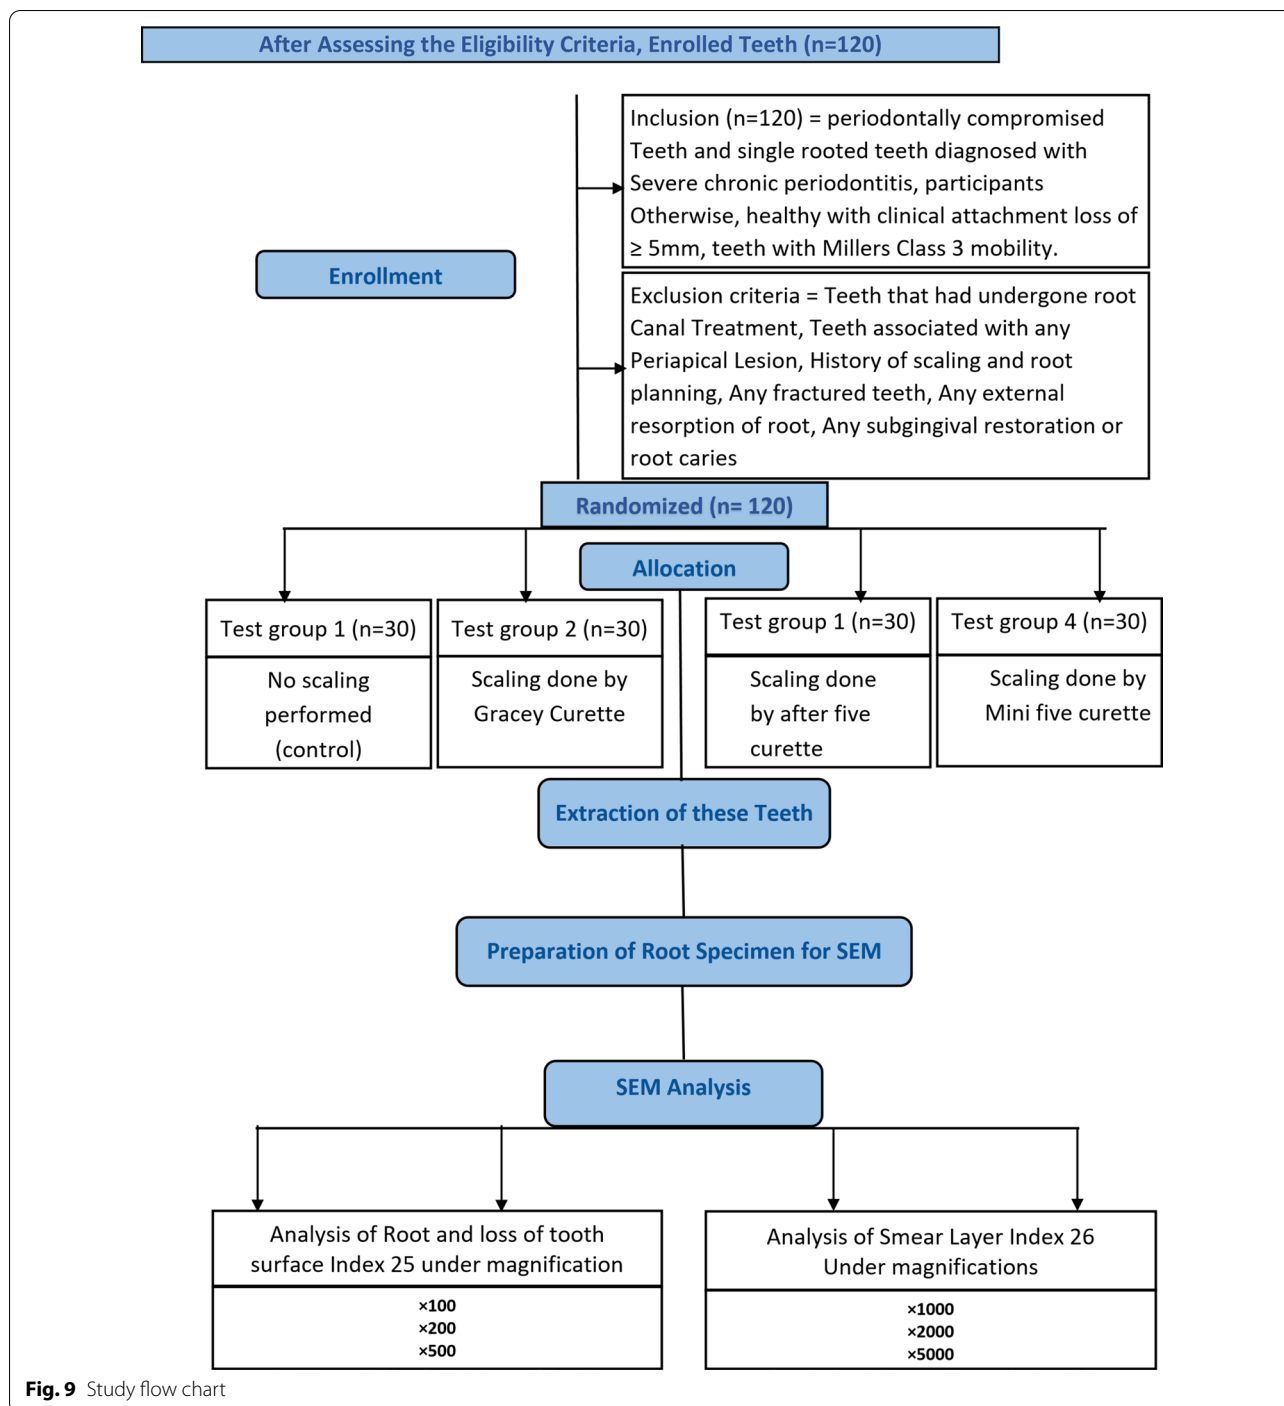 After Assessing the Eligibility Criteria, Enrolled Teeth (n=120)
Inclusion (n=120) = periodontally compromised
Teeth and single rooted teeth diagnosed with
Severe chronic periodontitis, participants
Otherwise, healthy with clinical attachment loss of
≥ 5mm, teeth with Millers Class 3 mobility.
Enrollment
Exclusion criteria = Teeth that had undergone root
Canal Treatment, Teeth associated with any
Periapical Lesion, History of scaling and root
planning, Any fractured teeth, Any external
resorption of root, Any subgingival restoration or
root caries
Randomized (n= 120)
Allocation
Test group 1 (n=30)
No scaling
performed
(control)
Test group 2 (n=30)
Scaling done by
Gracey Curette
Test group 1 (n=30)
Scaling done
by after five
curette
Test group 4 (n=30)
Scaling done by
Mini five curette
Extraction of these Teeth
Preparation of Root Specimen for SEM
SEM Analysis
Analysis of Root and loss of tooth
surface Index 25 under magnification
×100
×200
×500
Analysis of Smear Layer Index 26
Under magnifications
×1000
×2000
×5000
Fig. 9 Study flow chart